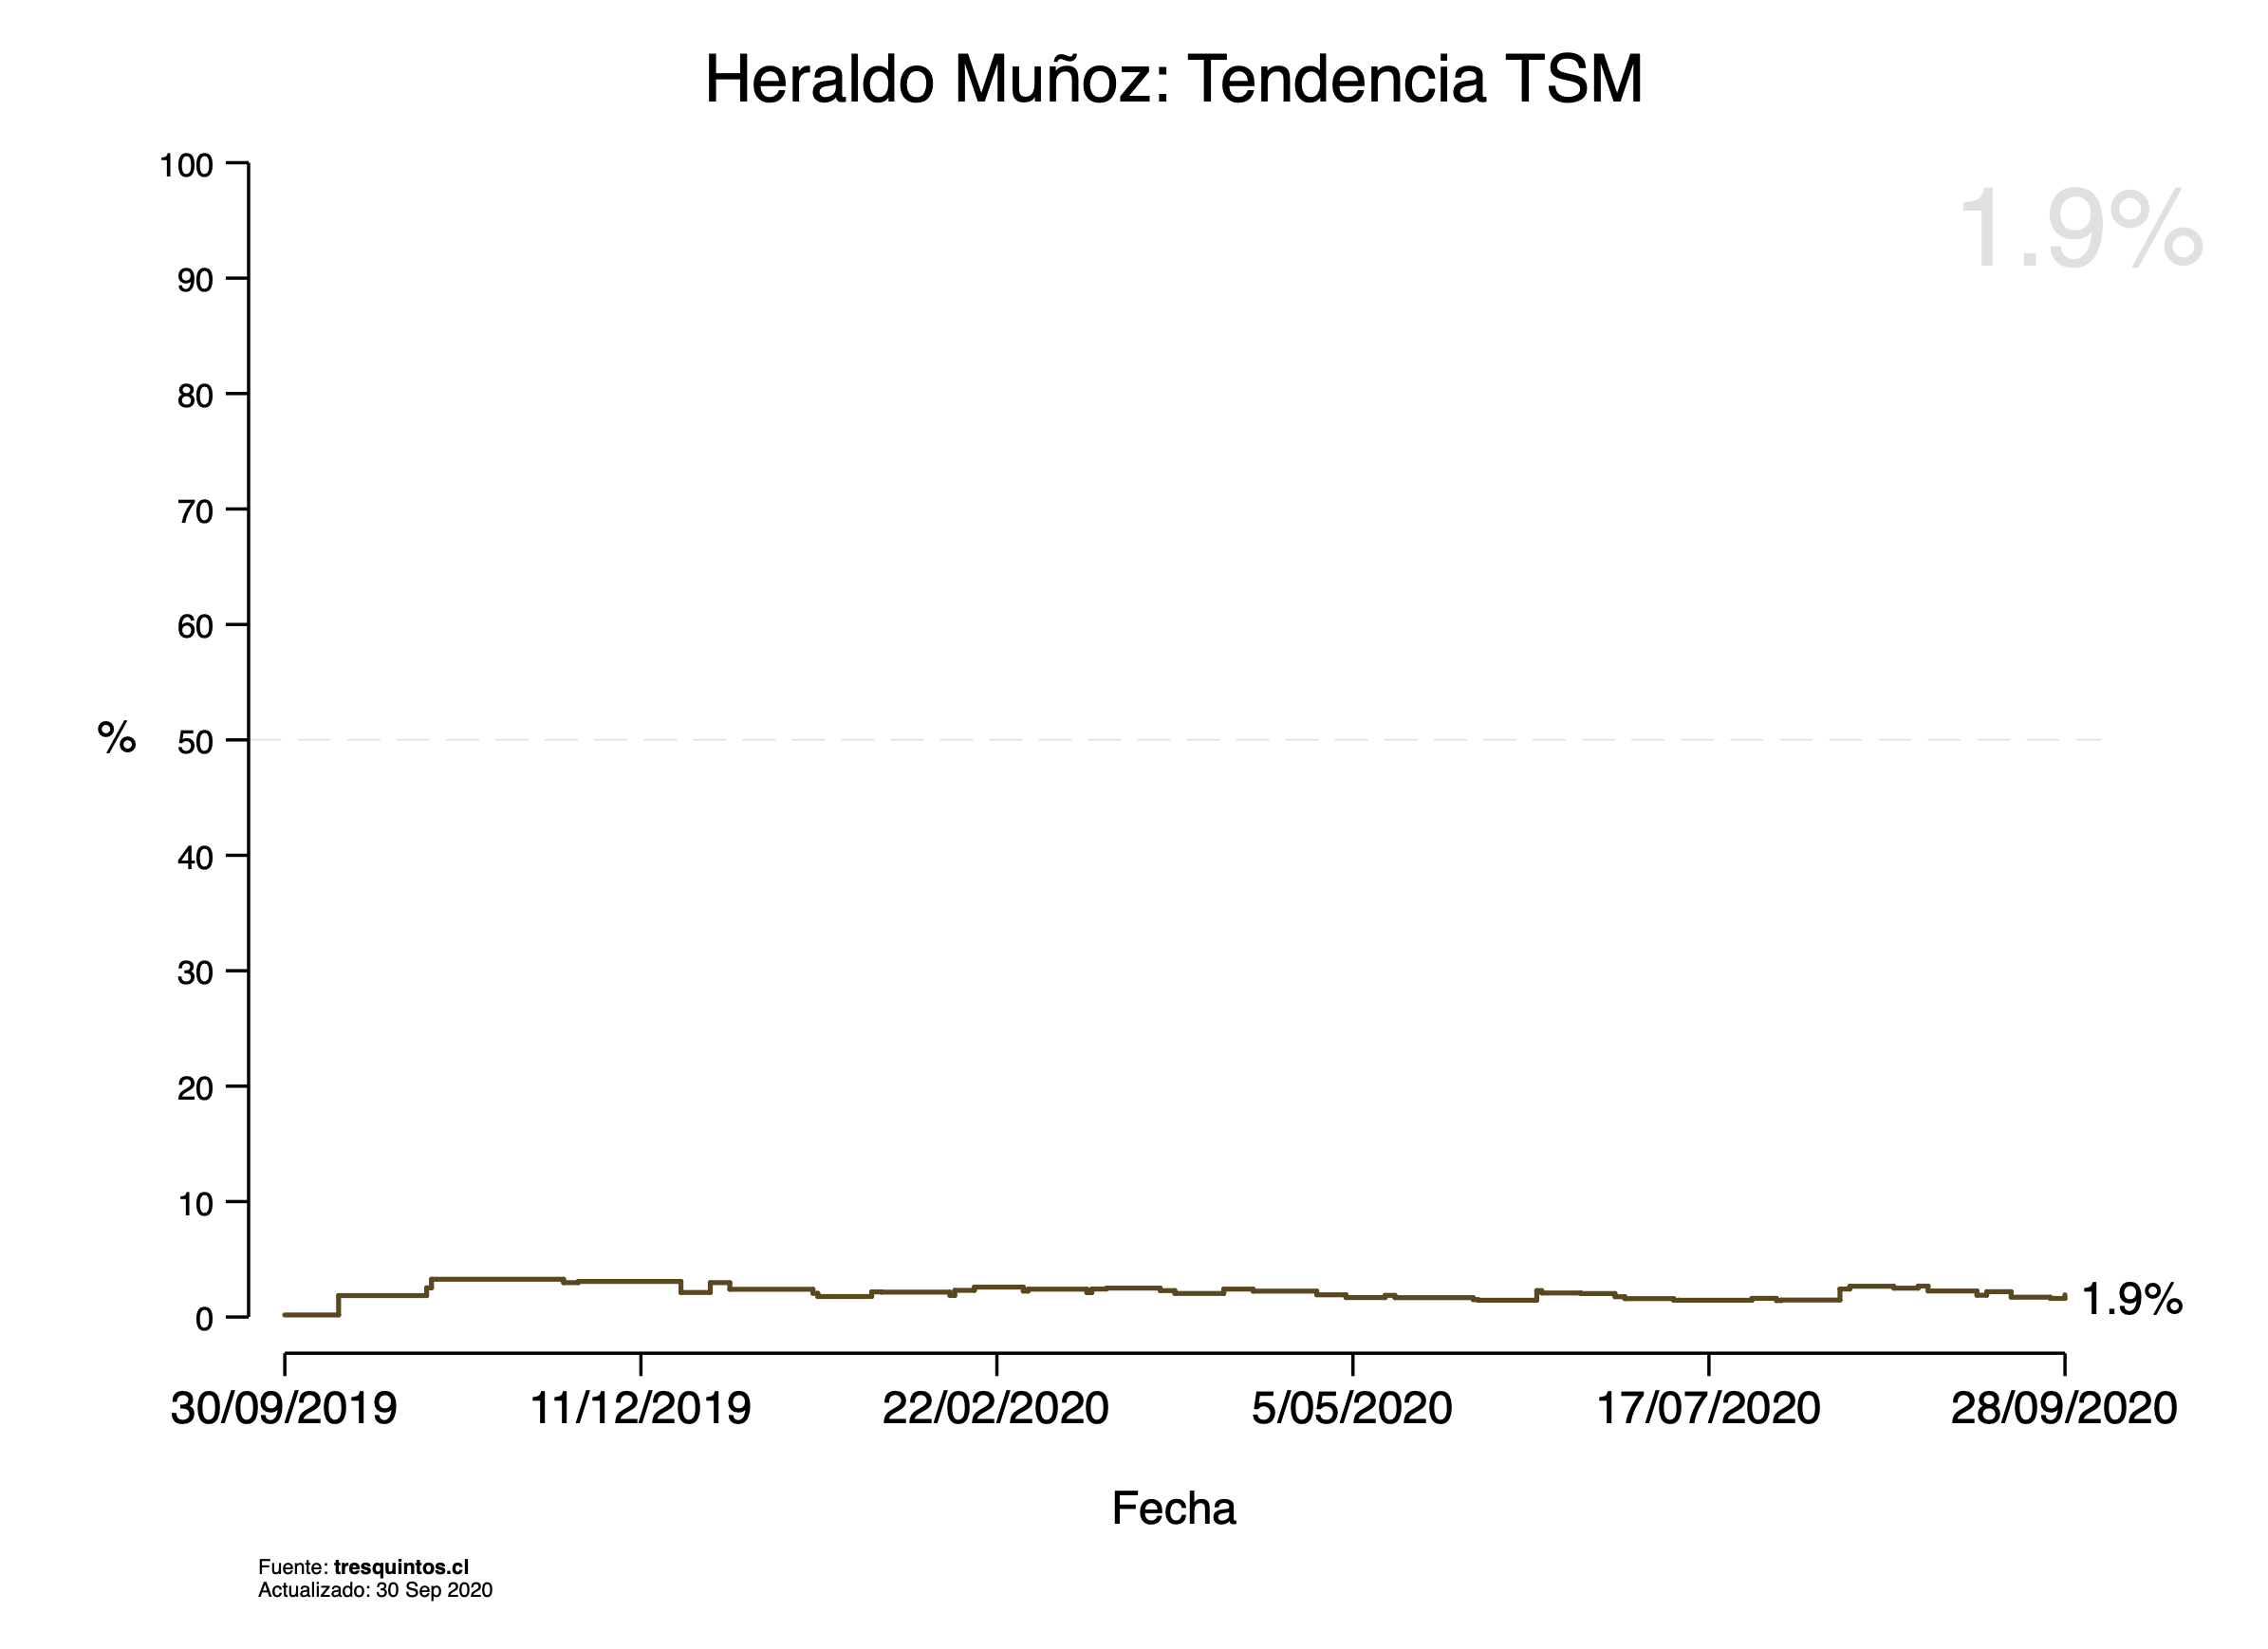 Heraldo Muñoz: Tendencia TSM
1.9%
100
90
80
70
60
% 50
40
30
20
10
0
1.9%
30/09/2019 11/12/2019 22/02/2020 5/05/2020 17/07/2020 28/09/2020
Fecha
Fuente: tresquintos.cl
Actualizado: 30 Sep 2020